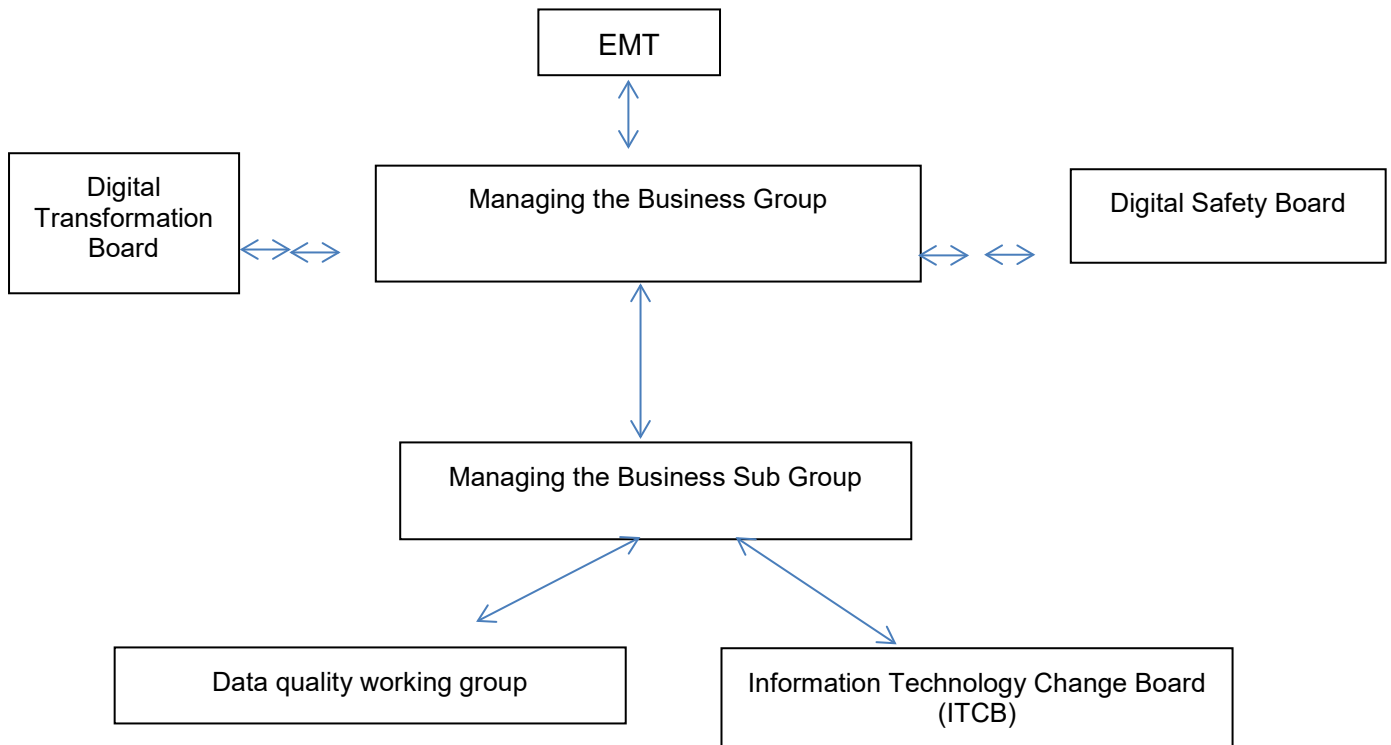 EMT
Digital
Transformation
Board
Managing the Business Group
Digital Safety Board
Managing the Business Sub Group
Data quality working group
Information Technology Change Board
(ITCB)